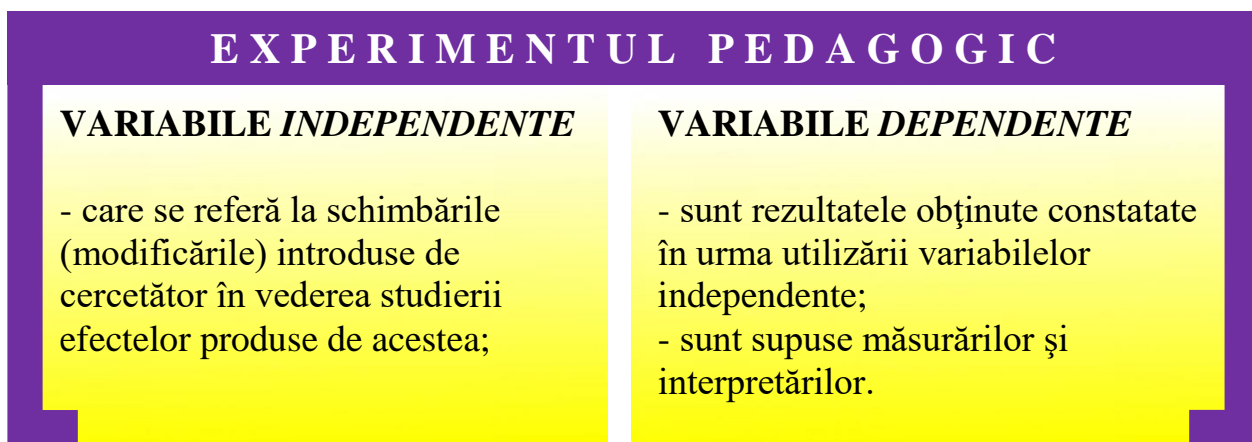 EXPERIMENTUL PEDAGOGIC
VARIABILE INDEPENDENTE
- care se referă la schimbările
(modificările) introduse de
cercetător în vederea studierii
efectelor produse de acestea;
VARIABILE DEPENDENTE
- sunt rezultatele obţinute constatate
în urma utilizării variabilelor
independente;
- sunt supuse măsurărilor şi
interpretărilor.